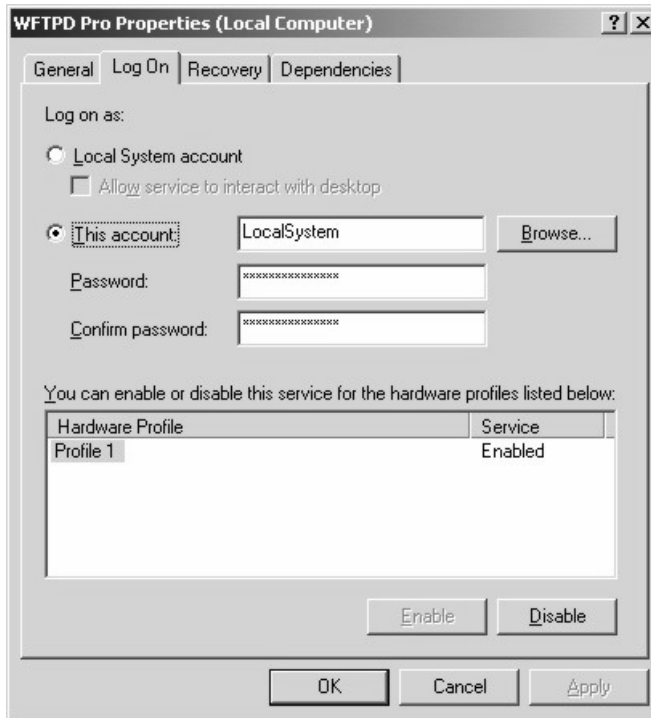 WFTPD Pro Properties (Local Computer)
General Log On Recovery Dependencies
Log on as:
Local System account
Allow service to interact with desktop
This account: LocalSystem Browse...
Password: ***************
Confirm password: ***************
You can enable or disable this service for the hardware profiles listed below:
Hardware Profile Service
Profile 1 Enabled
Enable Disable
OK Cancel Apply